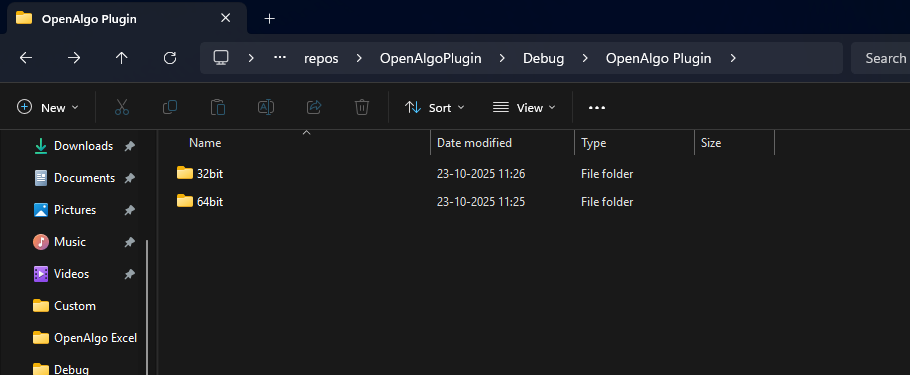 OpenAlgo Plugin
repos OpenAlgoPlugin Debug OpenAlgo Plugin Search
New Sort View
Name Date modified Type Size
Downloads
32bit 23-10-2025 11:26 File folder
Documents
64bit 23-10-2025 11:25 File folder
Pictures
Music
Videos
Custom
OpenAlgo Excel
Debug